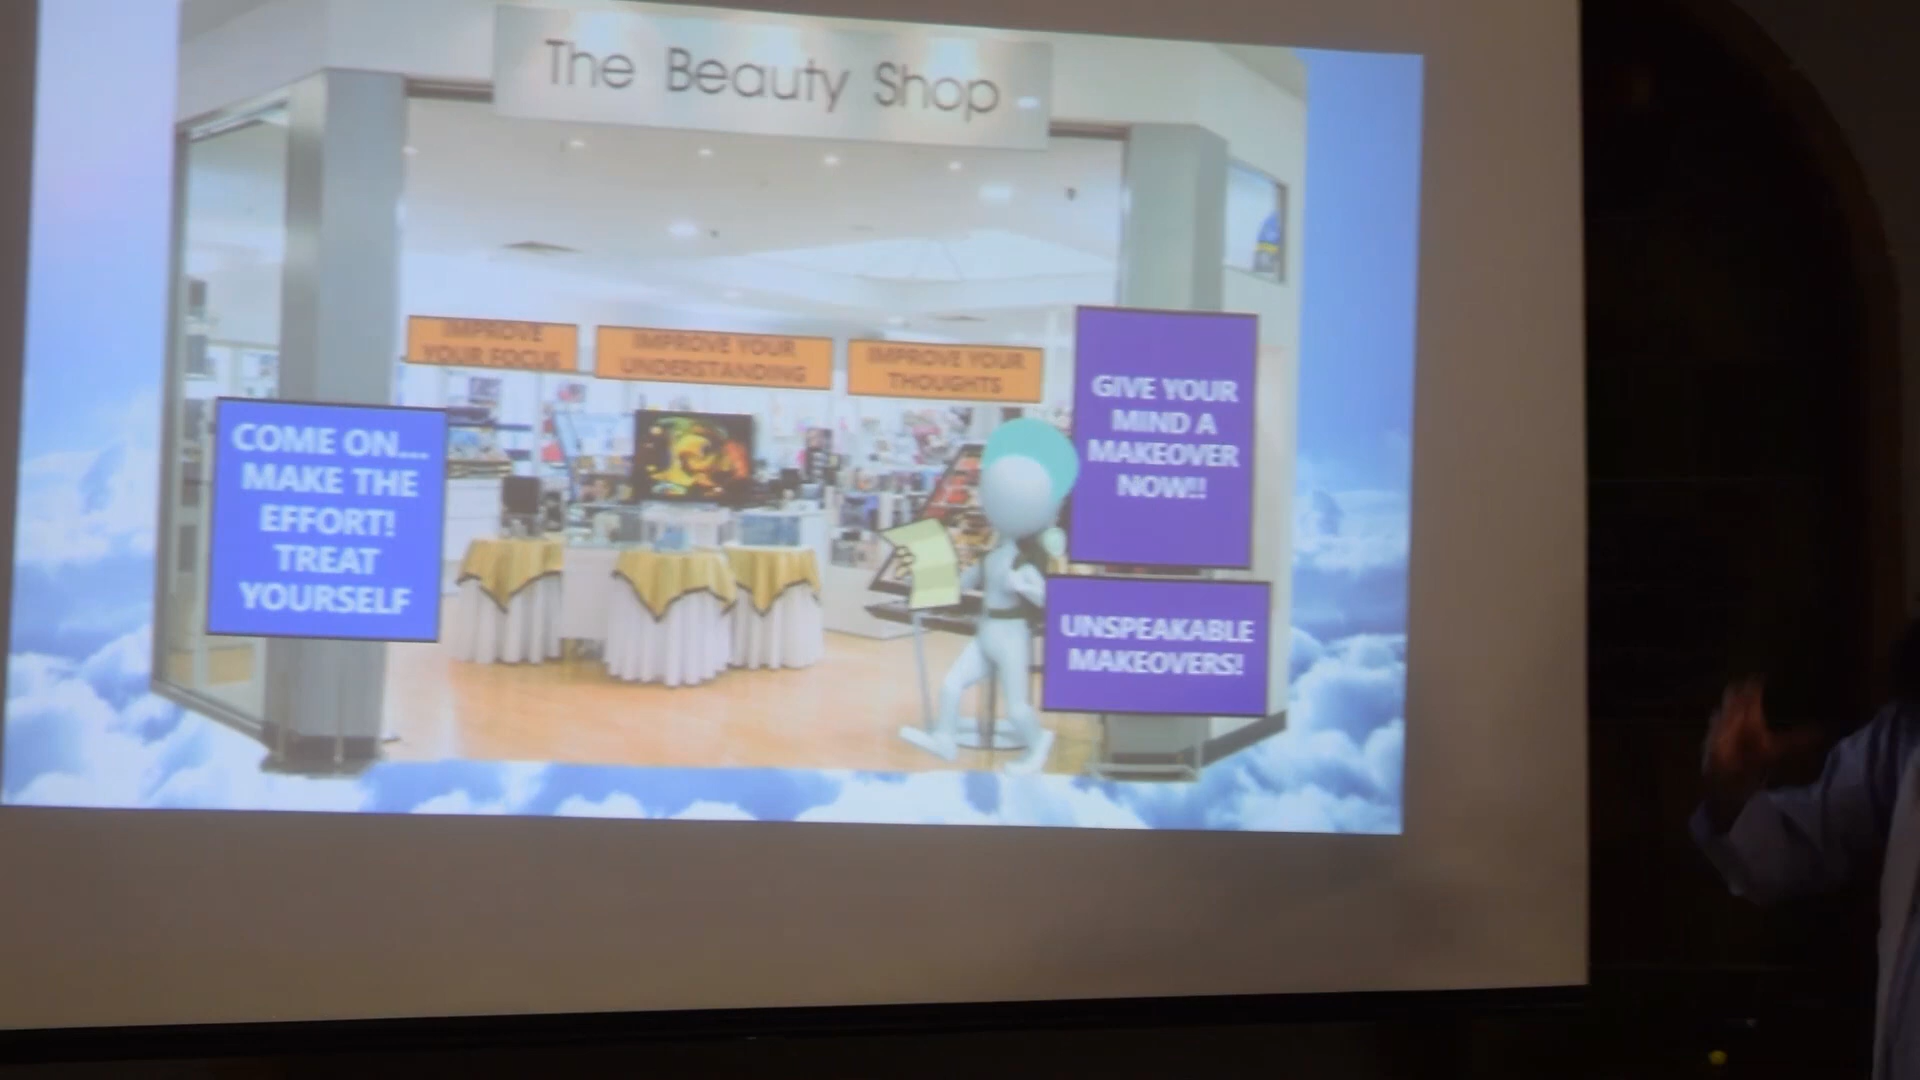 The Beauty Shop
IMPROVE
YOUR FOCUS
IMPROVE YOUR
UNDERSTANDING
IMPROVE YOUR
THOUGHTS
COME ON...
MAKE THE
EFFORT!
TREAT
YOURSELF
GIVE YOUR
MIND A
MAKEOVER
NOW!!
UNSPEAKABLE
MAKEOVERS!